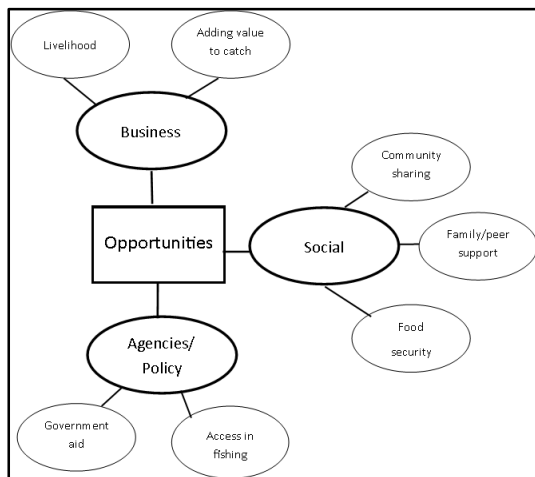 Livelihood
Adding value
to catch
Business
Community
sharing
Opportunities
Social
Family/peer
support
Food
security
Agencies/
Policy
Government
aid
Access in
fishing